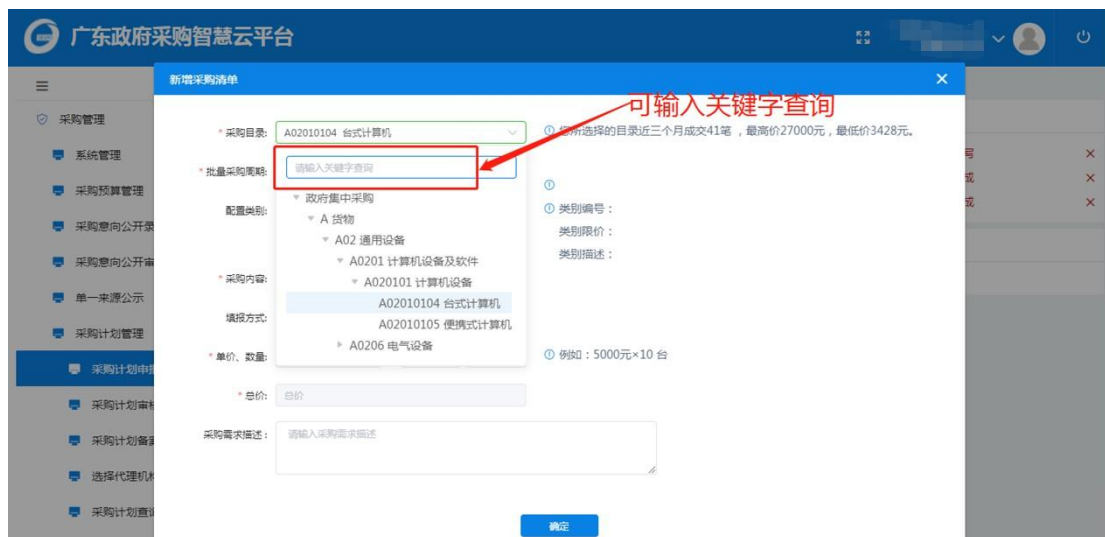 广东政府采购智慧云平台
新增采购清单
可输入关键字查询
采购管理
* 采购目录: A02010104 台式计算机
您所选择的目录近三个月成交41笔 ，最高价27000元，最低价3428元。
系统管理
* 批量采购周期:
请输入关键字查询
写
采购预算管理
政府集中采购
成
配置类别:
A 货物
类别编号：
成
采购意向公开录
A02 通用设备
类别限价：
采购意向公开审
A0201 计算机设备及软件
类别描述：
* 采购内容:
A020101 计算机设备
单一来源公示
A02010104 台式计算机
填报方式:
A02010105 便携式计算机
采购计划管理
A0206 电气设备
* 单价、数量:
例如：5000元×10 台
采购计划申报
* 总价: 总价
采购计划审核
采购需求描述： 请输入采购需求描述
采购计划备案
选择代理机构
采购计划查询
确定